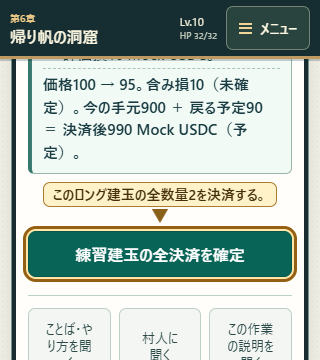 第6章
帰り帆の洞窟
Lv.10
HP 32/32
☰ メニュー
価格100 → 95。含み損10（未確
定）。今の手元900 ＋ 戻る予定90
＝ 決済後990 Mock USDC（予
定）。
このロング建玉の全数量2を決済する。
練習建玉の全決済を確定
ことば・や
り方を聞
村人に
聞く
この作業
の説明を